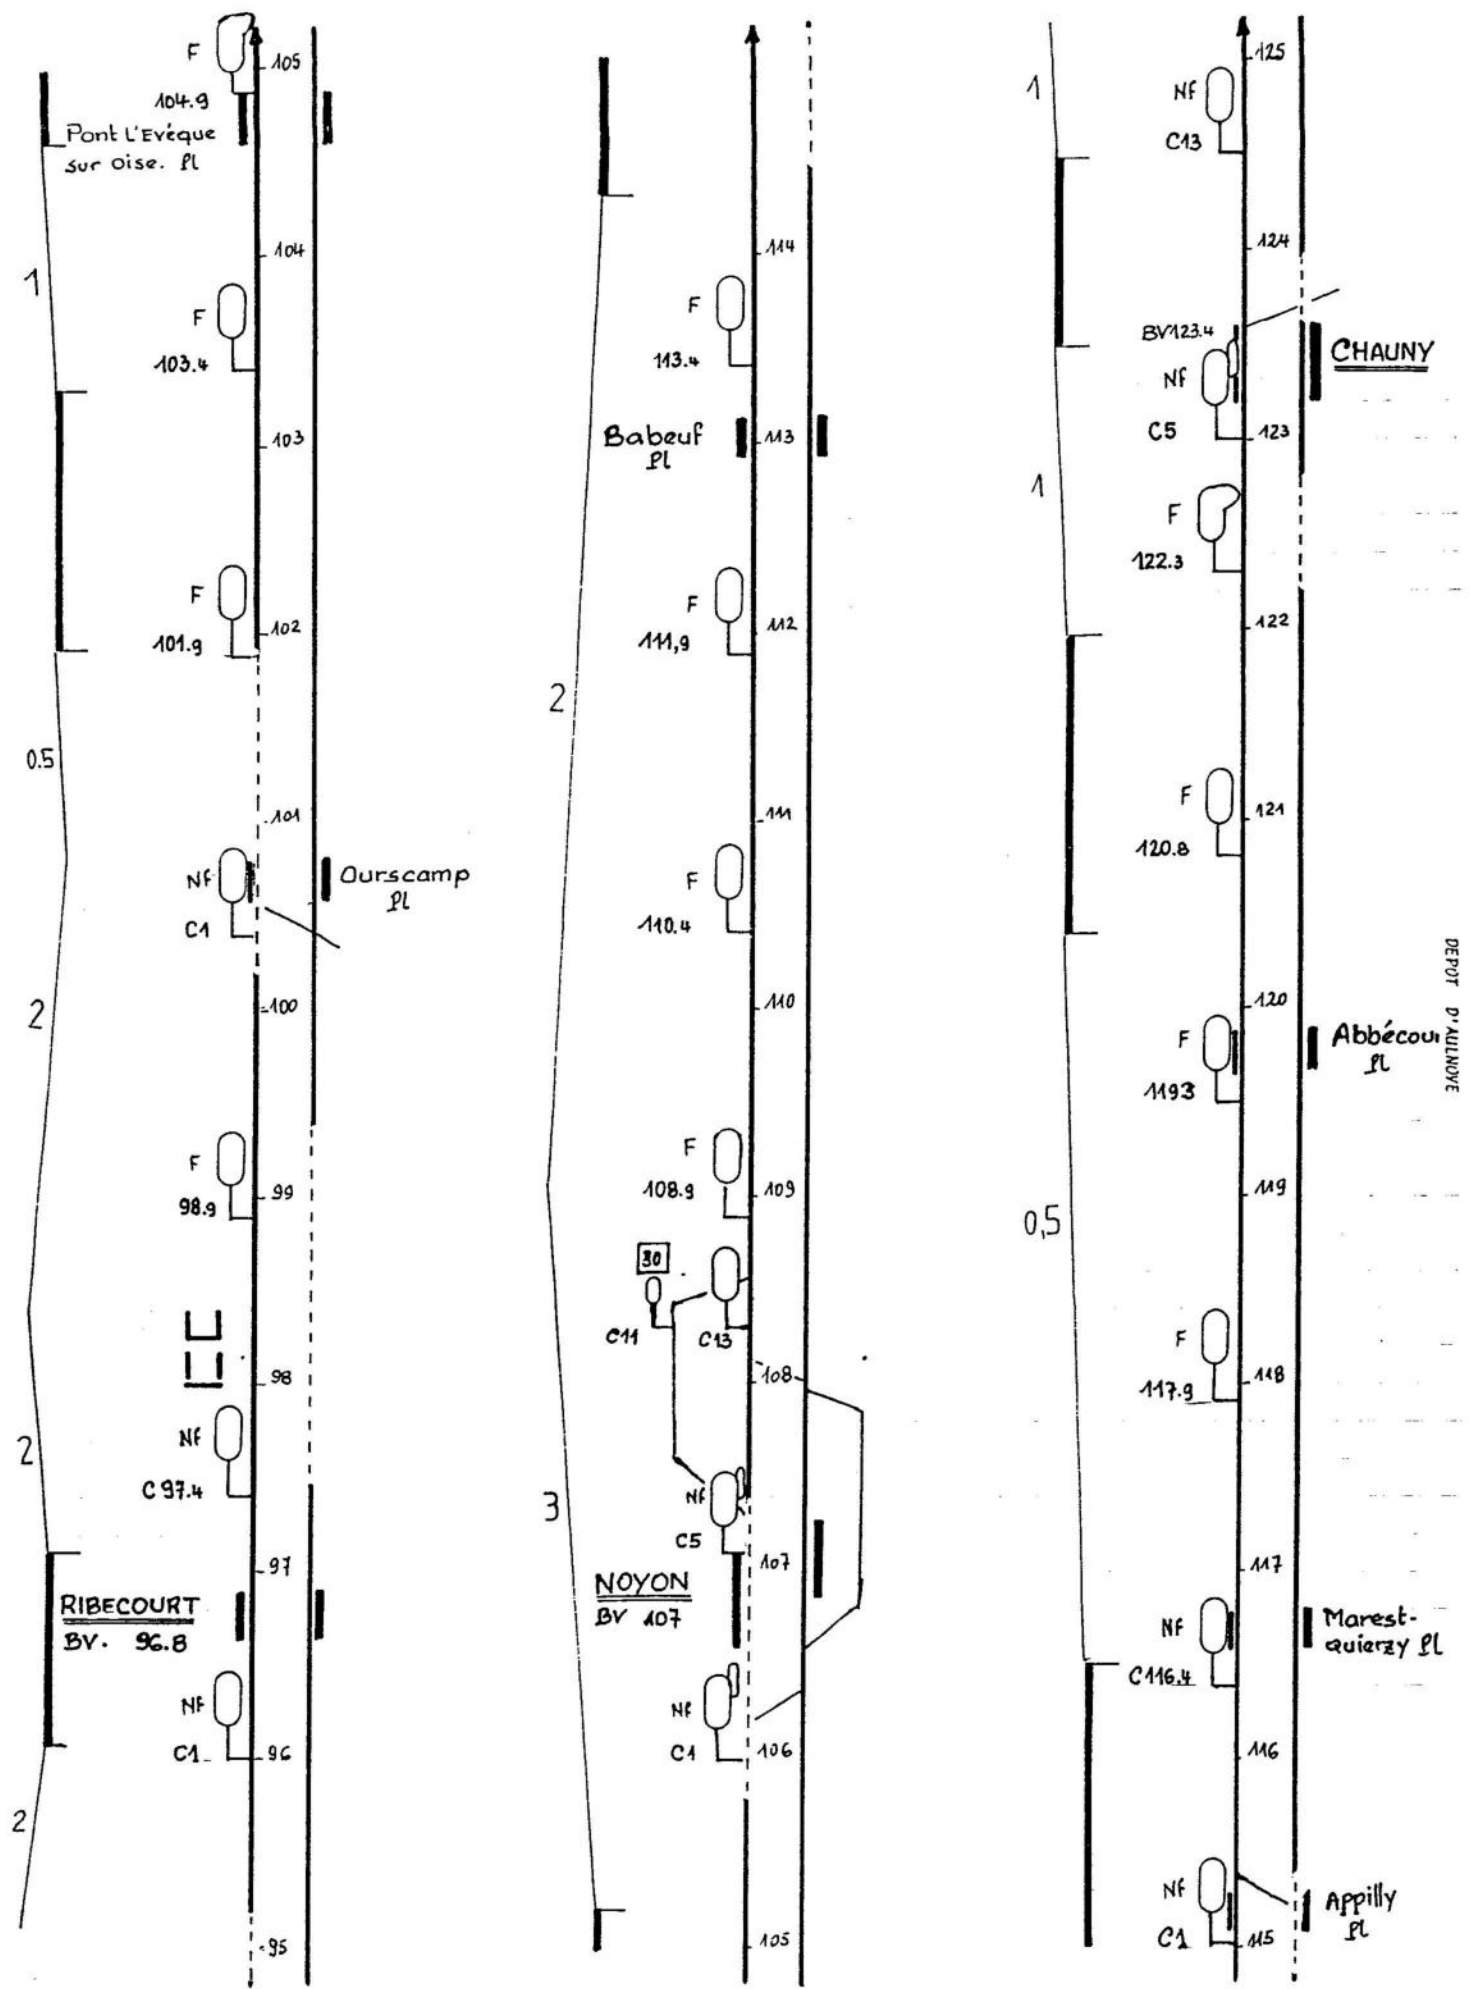 F
105
104.9
Pont L'Evêque
sur oise. Pl
104
1
F
103.4
103
F
102
101.9
0.5
101
NF
Ourscamp
Pl
C1
100
2
F
99
98.9
98
NF
2
C 97.4
97
RIBECOURT
BV. 96.8
NF
C1
96
2
95
114
F
113.4
Babeuf
Pl
113
F
112
111,9
2
111
F
110.4
110
F
108.9
109
30
C11
C13
108
NF
3
C5
107
NOYON
BV 107
NF
C1
106
105
125
1
Nf
C13
124
BV123.4
CHAUNY
Nf
C5
123
1
F
122.3
122
F
121
120.8
120
F
Abbécour
Pl
1193
119
0,5
F
118
117.9
117
Nf
Marest-
quierzy Pl
C116.4
116
Nf
Appilly
Pl
C1
115
DEPOT D'AULNOYE